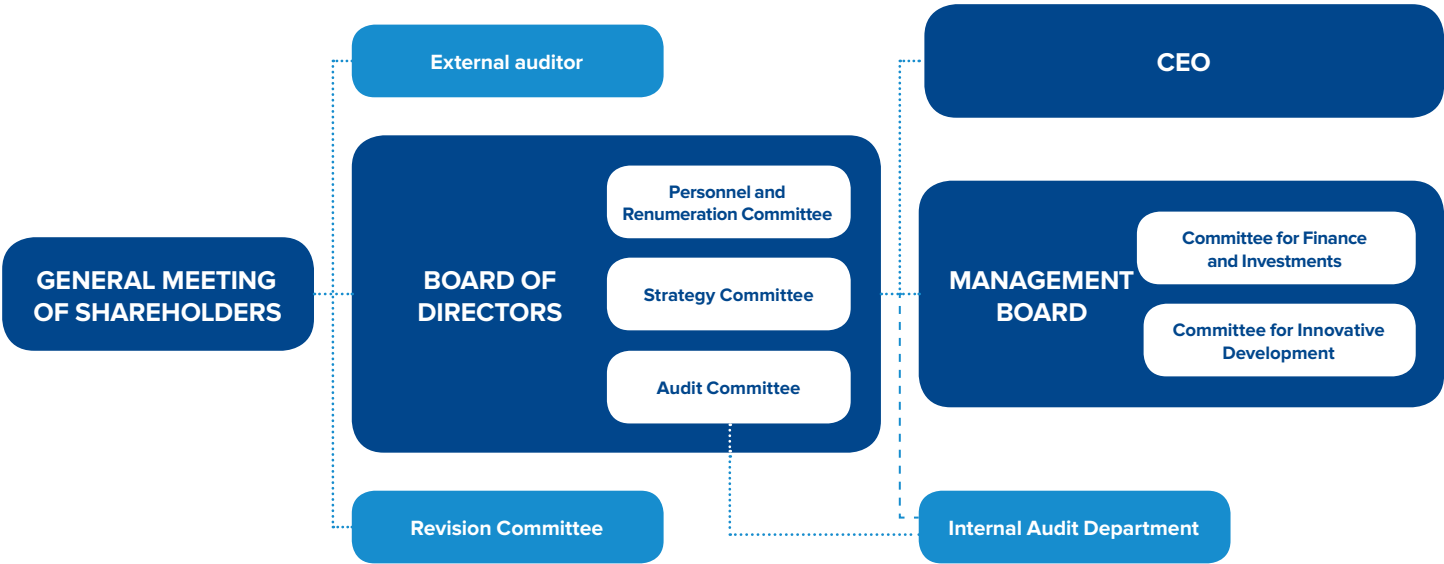 External auditor
CEO
Personnel and
Renumeration Committee
Committee for Finance
and Investments
GENERAL MEETING
OF SHAREHOLDERS
BOARD OF
DIRECTORS
Strategy Committee
MANAGEMENT
BOARD
Committee for Innovative
Development
Audit Committee
Revision Committee
Internal Audit Department